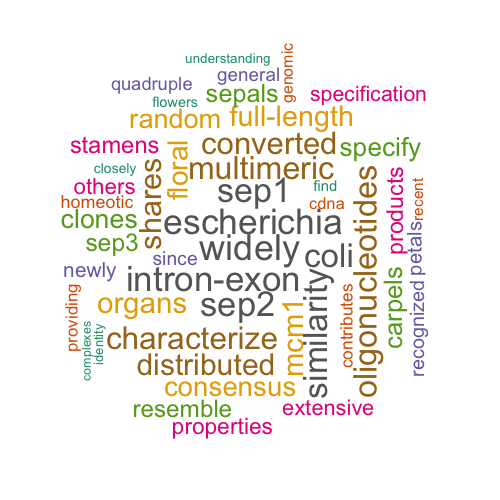 understanding
genomic
quadruple
general
sepals
specification
flowers
random
full-length
stamens
converted
specify
closely
shares
floral
multimeric
others
sep1
find
products
recent
homeotic
cdna
clones
escherichia
oligonucleotides
sep3
widely
coli
petals
since
newly
intron-exon
similarity
recognized
providing
organs
sep2
mcm1
contributes
carpels
complexes
identity
characterize
distributed
consensus
resemble
extensive
properties